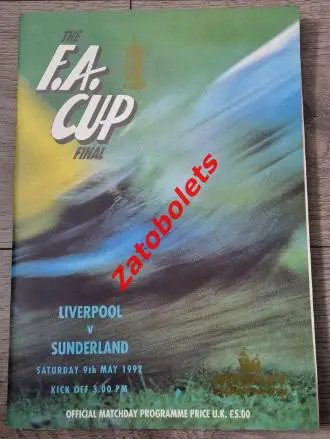 THE
F.A.
CUP
FINAL
Zatobolets
LIVERPOOL
v
SUNDERLAND
SATURDAY 9th MAY 1992
KICK OFF 3.00 PM
OFFICIAL MATCHDAY PROGRAMME PRICE U.K. £5.00